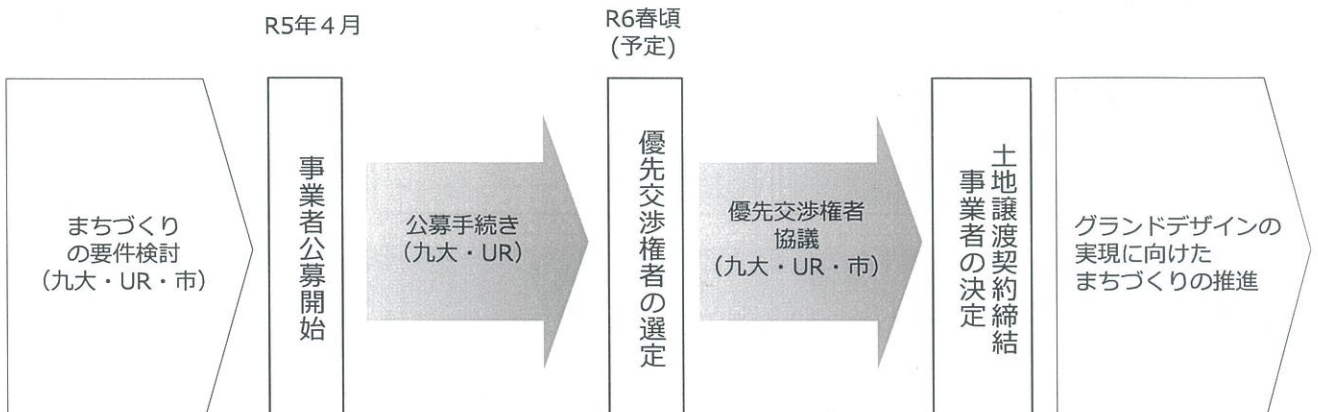 R5年４月
R6春頃
(予定)
まちづくり
の要件検討
（九大・UR・市）
事業者公募開始
公募手続き
（九大・UR）
優先交渉権者の選定
優先交渉権者
協議
（九大・UR・市）
土地譲渡契約締結
事業者の決定
グランドデザインの
実現に向けた
まちづくりの推進